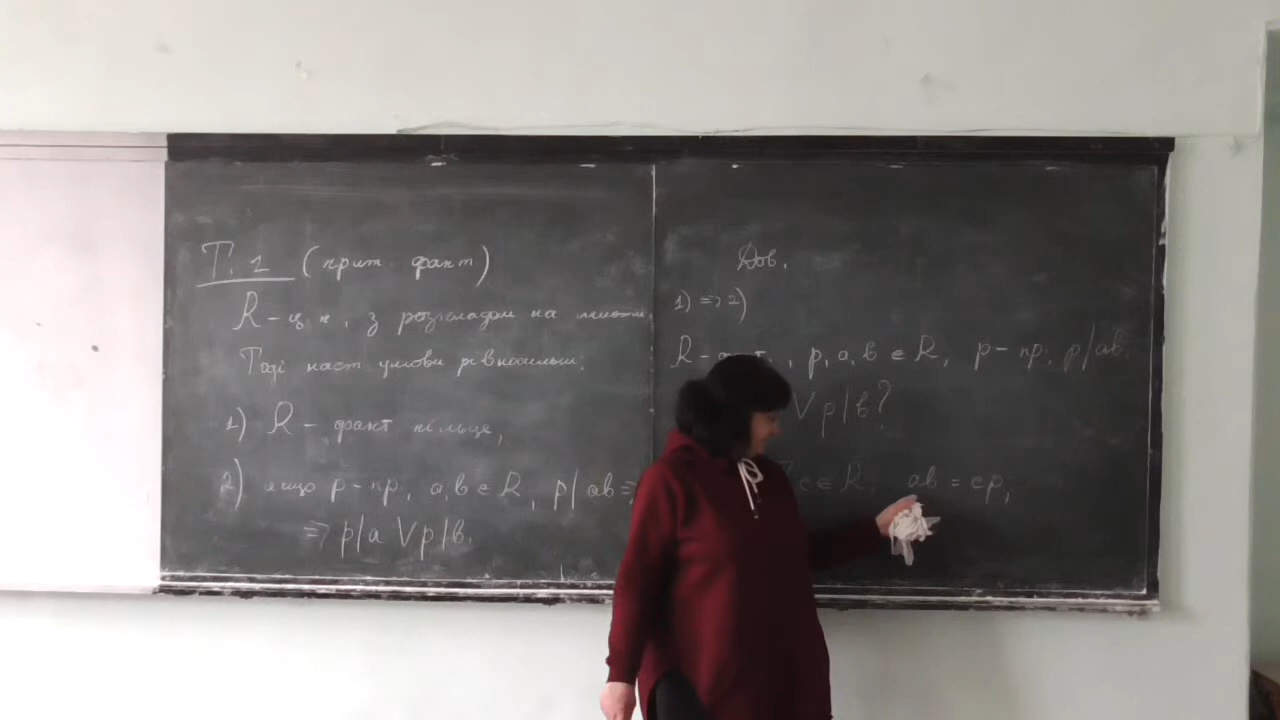 Т. 1 (крит. факт)
R - ц. к. з розкладом на множн.
Тоді наст умови рівносильні.
1) R - факт кільце,
2) якщо p - пр., a, b ∈ R, p | ab ⇒
⇒ p | a ∨ p | b.
Дов.
1) ⇒ 2)
R - , p, a, b ∈ R, p - пр., p | ab.
∨ p | b?
c ∈ R, ab = cp,